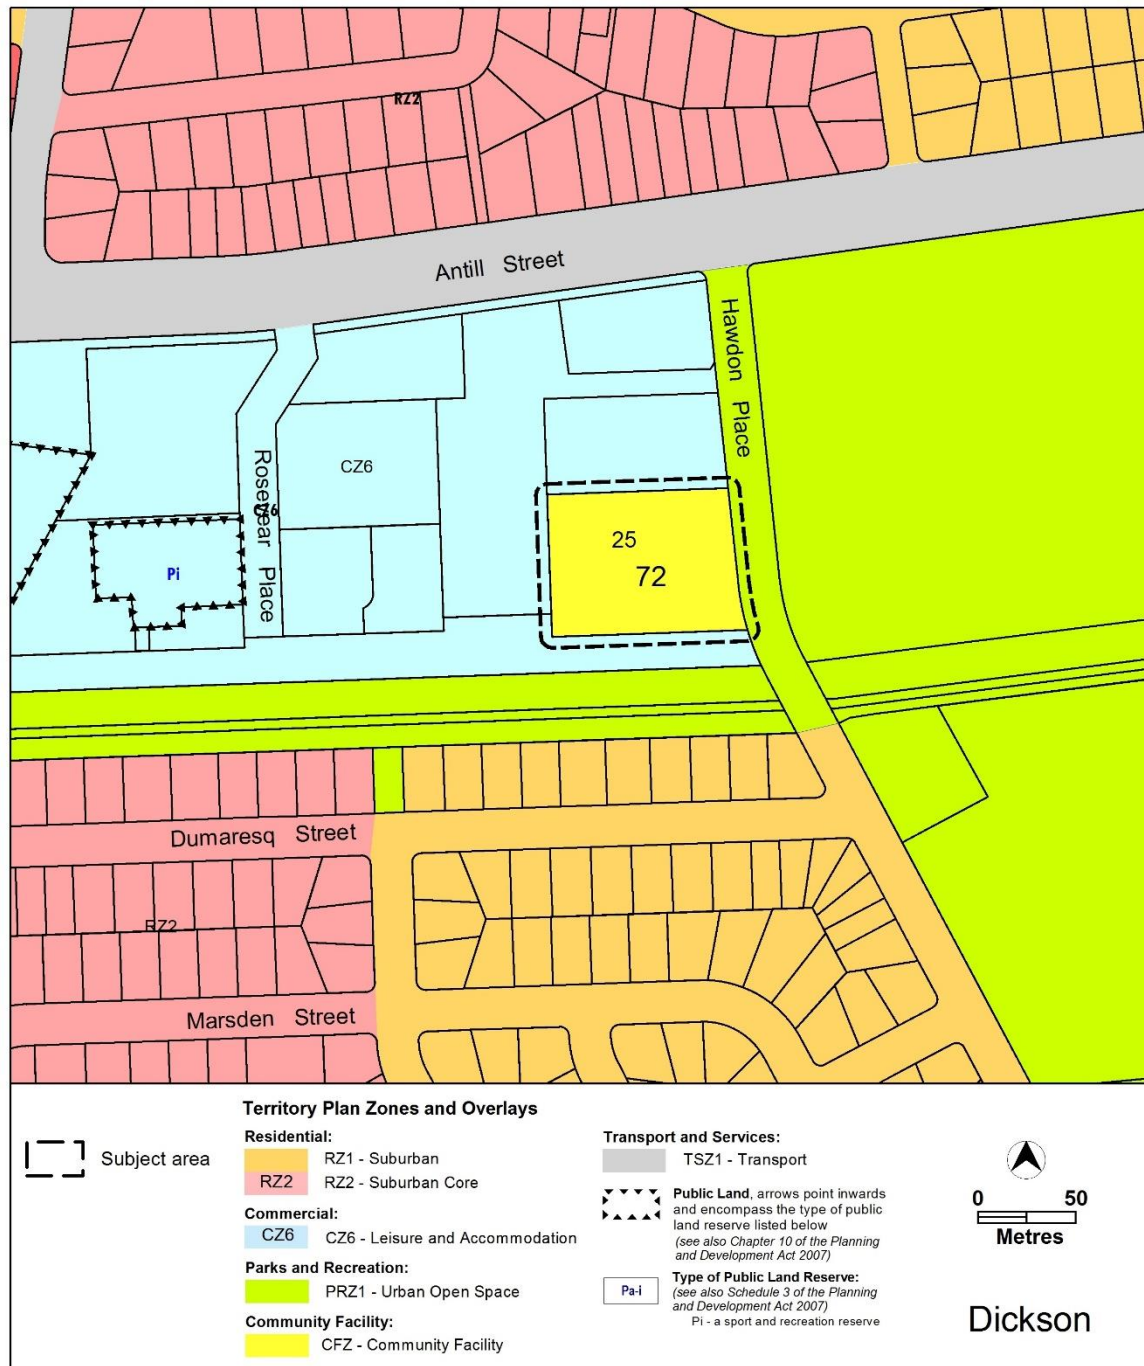 RZ2
Antill Street
Hawdon Place
CZ6
Rosevear Place
CZ6
25
72
Pi
Dumaresq Street
RZ2
Marsden Street
Territory Plan Zones and Overlays
Subject area
Residential:
RZ1 - Suburban
RZ2
RZ2 - Suburban Core
Commercial:
CZ6
CZ6 - Leisure and Accommodation
Parks and Recreation:
PRZ1 - Urban Open Space
Community Facility:
CFZ - Community Facility
Transport and Services:
TSZ1 - Transport
Public Land, arrows point inwards
and encompass the type of public
land reserve listed below
(see also Chapter 10 of the Planning
and Development Act 2007)
Pa-i
Type of Public Land Reserve:
(see also Schedule 3 of the Planning
and Development Act 2007)
Pi - a sport and recreation reserve
0 50
Metres
Dickson